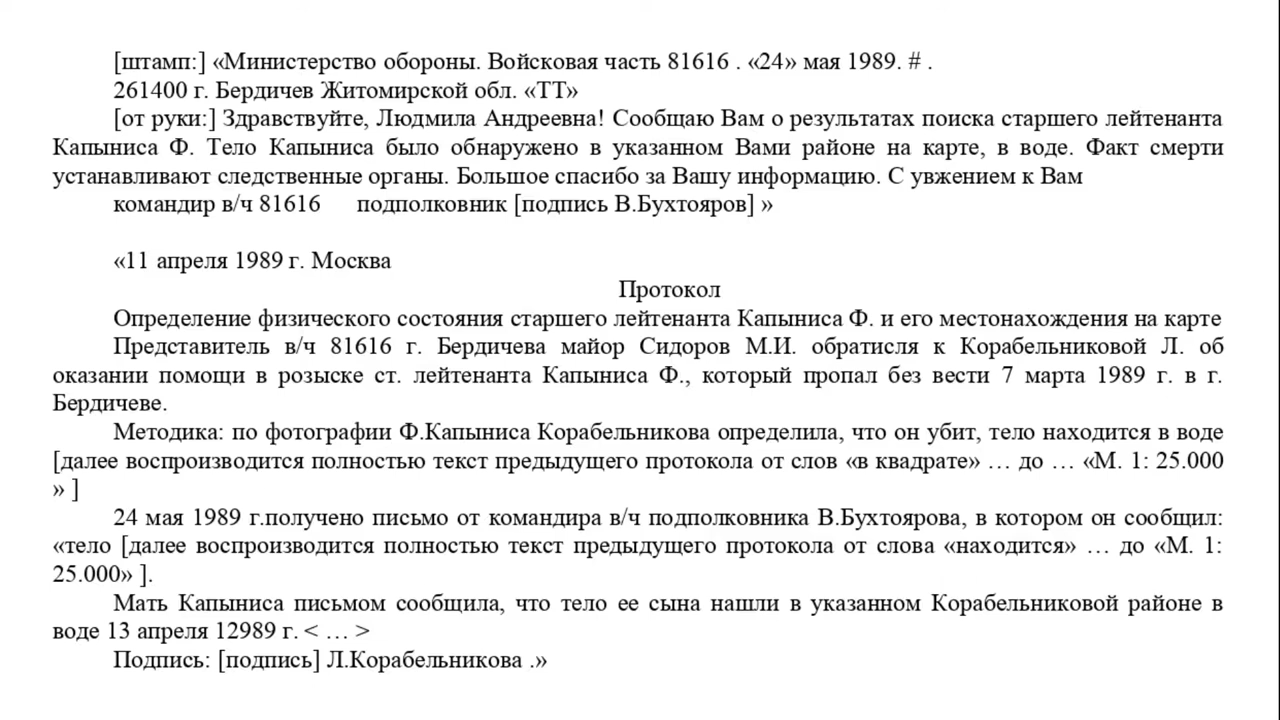 [штамп:] «Министерство обороны. Войсковая часть 81616 . «24» мая 1989. # .
261400 г. Бердичев Житомирской обл. «ТТ»
[от руки:] Здравствуйте, Людмила Андреевна! Сообщаю Вам о результатах поиска старшего лейтенанта
Капыниса Ф. Тело Капыниса было обнаружено в указанном Вами районе на карте, в воде. Факт смерти
устанавливают следственные органы. Большое спасибо за Вашу информацию. С увжением к Вам
командир в/ч 81616 подполковник [подпись В.Бухтояров] »
«11 апреля 1989 г. Москва
Протокол
Определение физического состояния старшего лейтенанта Капыниса Ф. и его местонахождения на карте
Представитель в/ч 81616 г. Бердичева майор Сидоров М.И. обратисля к Корабельниковой Л. об
оказании помощи в розыске ст. лейтенанта Капыниса Ф., который пропал без вести 7 марта 1989 г. в г.
Бердичеве.
Методика: по фотографии Ф.Капыниса Корабельникова определила, что он убит, тело находится в воде
[далее воспроизводится полностью текст предыдущего протокола от слов «в квадрате» … до … «М. 1: 25.000
» ]
24 мая 1989 г.получено письмо от командира в/ч подполковника В.Бухтоярова, в котором он сообщил:
«тело [далее воспроизводится полностью текст предыдущего протокола от слова «находится» … до «М. 1:
25.000» ].
Мать Капыниса письмом сообщила, что тело ее сына нашли в указанном Корабельниковой районе в
воде 13 апреля 12989 г. < … >
Подпись: [подпись] Л.Корабельникова .»